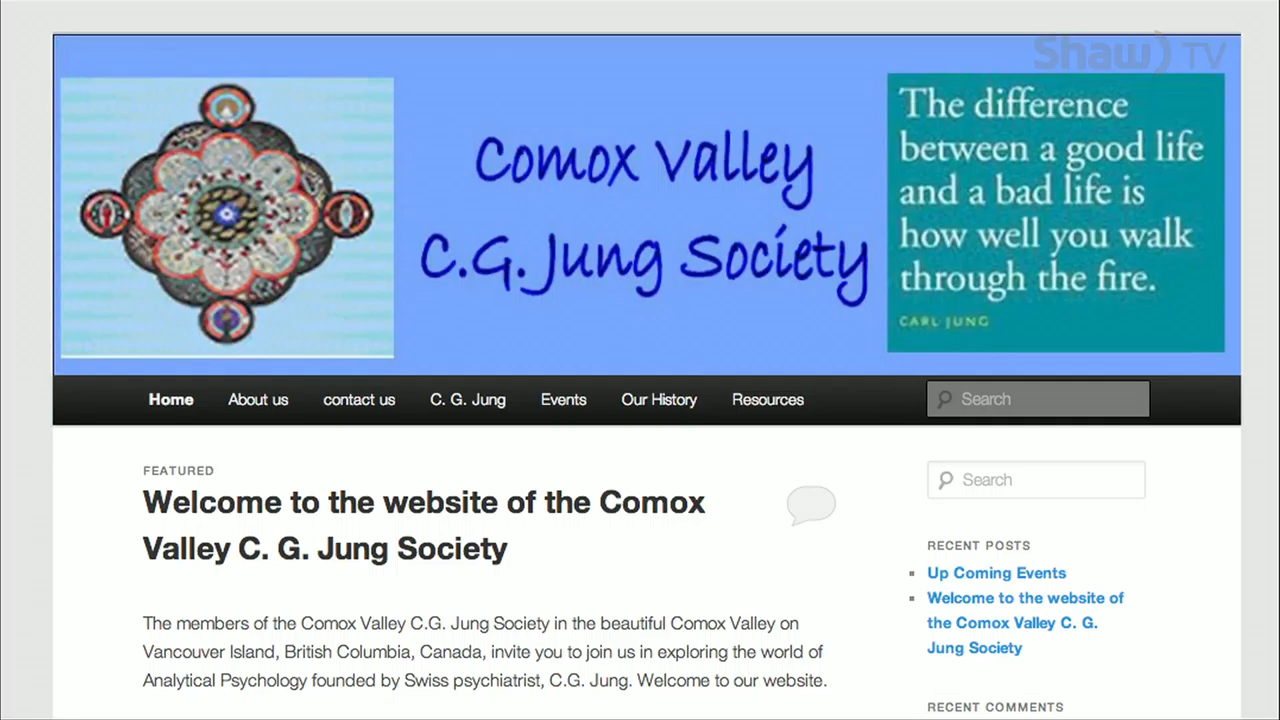 Shaw) TV
Comox Valley
C.G. Jung Society
The difference
between a good life
and a bad life is
how well you walk
through the fire.
CARL JUNG
Home About us contact us C. G. Jung Events Our History Resources Search
FEATURED
Welcome to the website of the Comox
Valley C. G. Jung Society
The members of the Comox Valley C.G. Jung Society in the beautiful Comox Valley on
Vancouver Island, British Columbia, Canada, invite you to join us in exploring the world of
Analytical Psychology founded by Swiss psychiatrist, C.G. Jung. Welcome to our website.
Search
RECENT POSTS
Up Coming Events
Welcome to the website of
the Comox Valley C. G.
Jung Society
RECENT COMMENTS